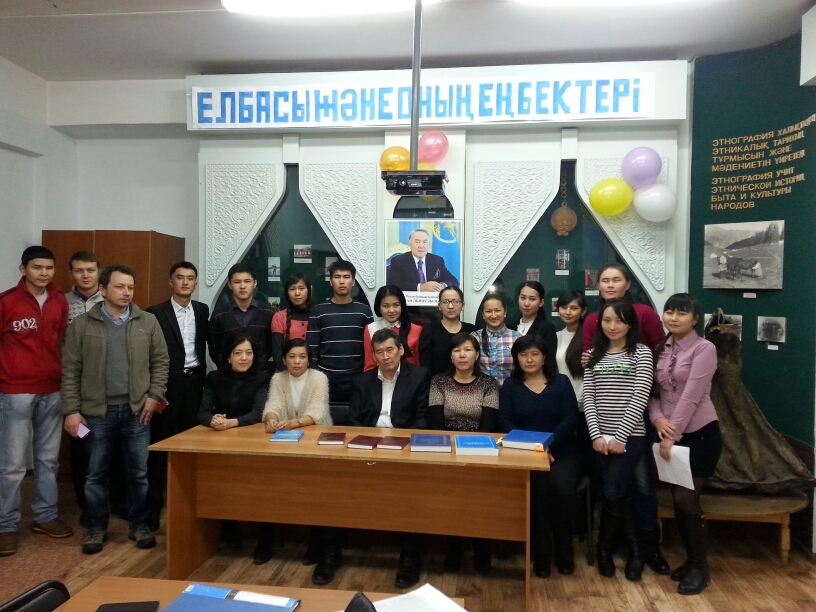 ЕЛБАСЫ ЖӘНЕ ОНЫҢ ЕҢБЕКТЕРІ
ЭТНОГРАФИЯ ХАЛЫҚТАРДЫҢ
ЭТНИКАЛЫҚ ТАРИХЫН,
ТҰРМЫСЫН ЖӘНЕ
МӘДЕНИЕТІН ҮЙРЕТЕДІ
ЭТНОГРАФИЯ УЧИТ
ЭТНИЧЕСКОЙ ИСТОРИИ,
БЫТА И КУЛЬТУРЫ
НАРОДОВ
902